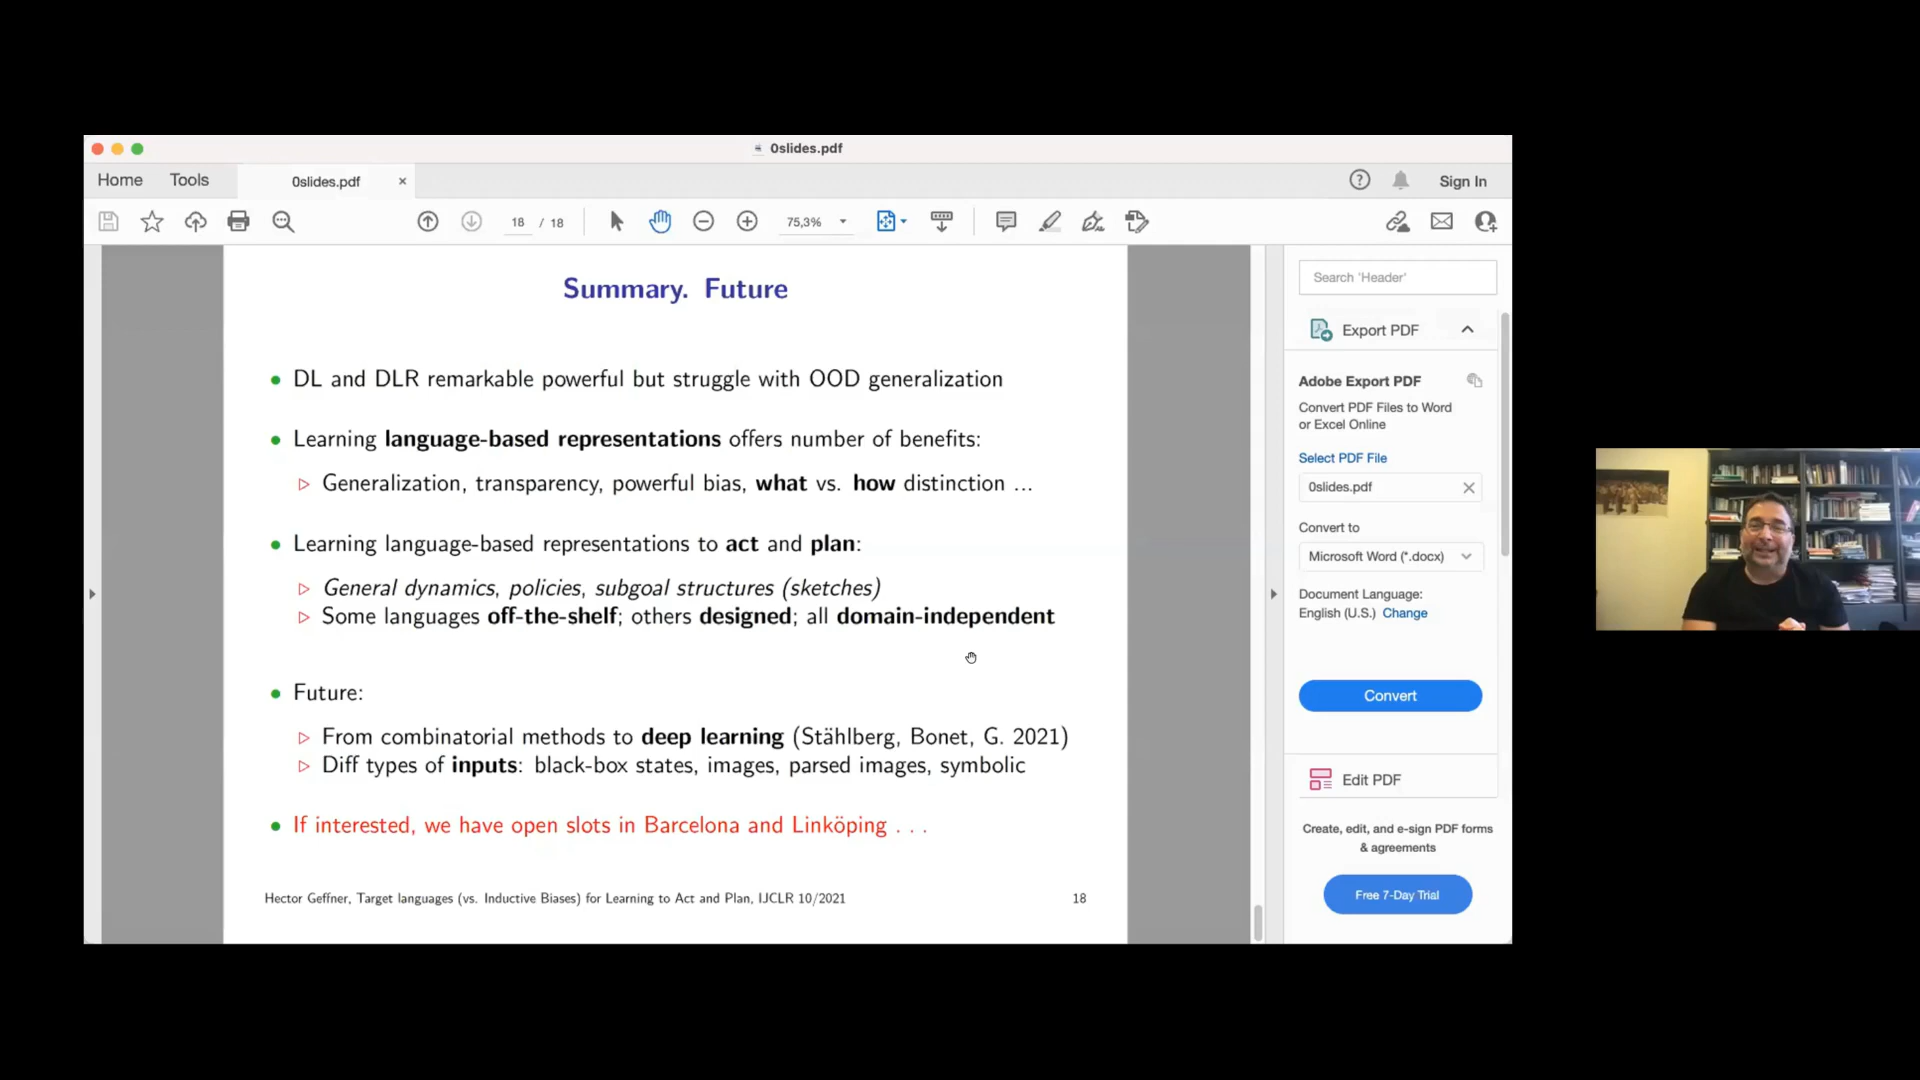 0slides.pdf
Home
Tools
0slides.pdf
Sign In
18 / 18
75,3%
Summary. Future
• DL and DLR remarkable powerful but struggle with OOD generalization
• Learning language-based representations offers number of benefits:
▷ Generalization, transparency, powerful bias, what vs. how distinction ...
• Learning language-based representations to act and plan:
▷ General dynamics, policies, subgoal structures (sketches)
▷ Some languages off-the-shelf; others designed; all domain-independent
• Future:
▷ From combinatorial methods to deep learning (Ståhlberg, Bonet, G. 2021)
▷ Diff types of inputs: black-box states, images, parsed images, symbolic
• If interested, we have open slots in Barcelona and Linköping . . .
Hector Geffner, Target languages (vs. Inductive Biases) for Learning to Act and Plan, IJCLR 10/2021
18
Search 'Header'
Export PDF
Adobe Export PDF
Convert PDF Files to Word
or Excel Online
Select PDF File
0slides.pdf
Convert to
Microsoft Word (*.docx)
Document Language:
English (U.S.) Change
Convert
Edit PDF
Create, edit, and e-sign PDF forms
& agreements
Free 7-Day Trial